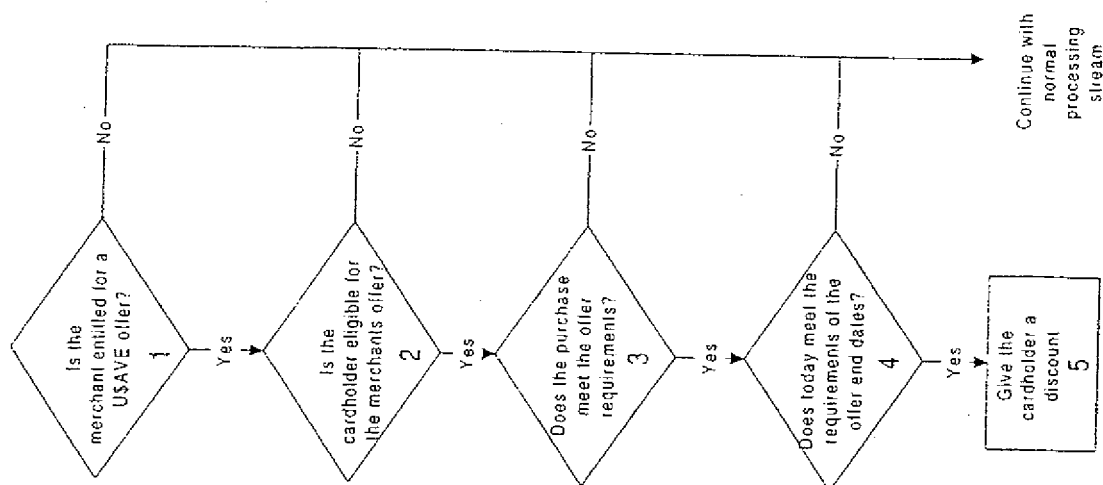 Is the
merchant entitled for a
U$AVE offer?
1
No
Yes
Is the
cardholder eligible for
the merchants offer?
2
No
Yes
Does the purchase
meet the offer
requirements?
3
No
Yes
Does today meet the
requirements of the
offer end dates?
4
No
Yes
Give the
cardholder a
discount
5
Continue with
normal
processing
stream